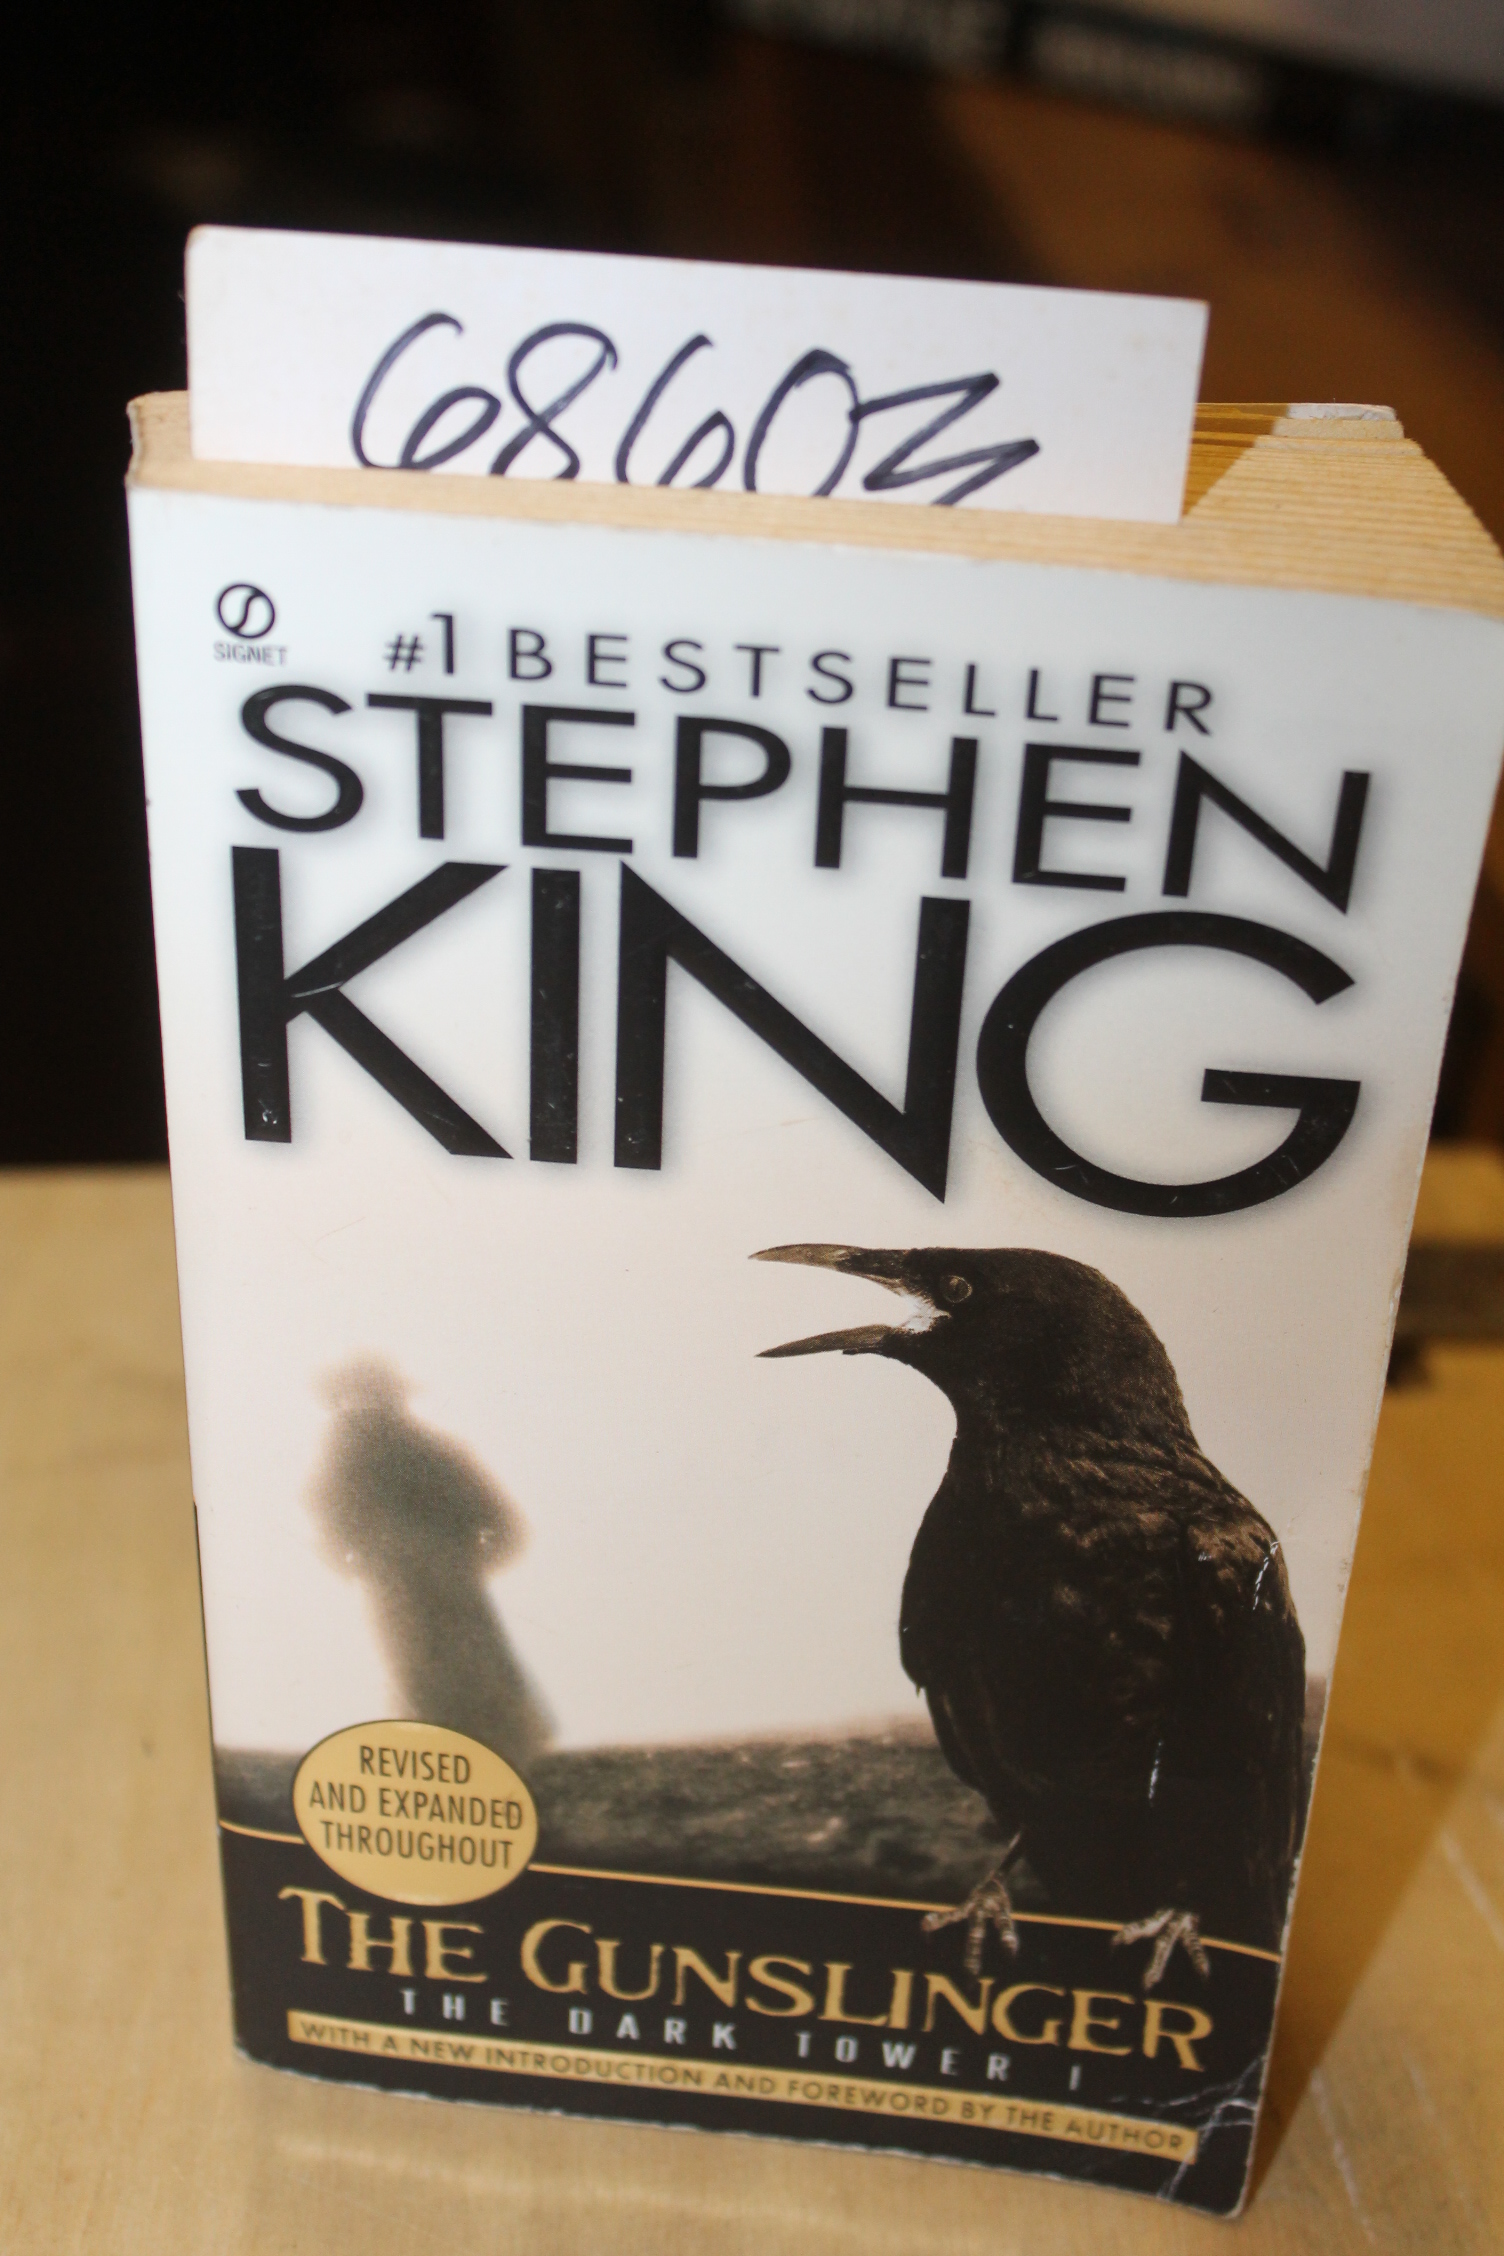 68603
SIGNET
#1 BESTSELLER
STEPHEN
KING
REVISED
AND EXPANDED
THROUGHOUT
THE GUNSLINGER
THE DARK TOWER I
WITH A NEW INTRODUCTION AND FOREWORD BY THE AUTHOR